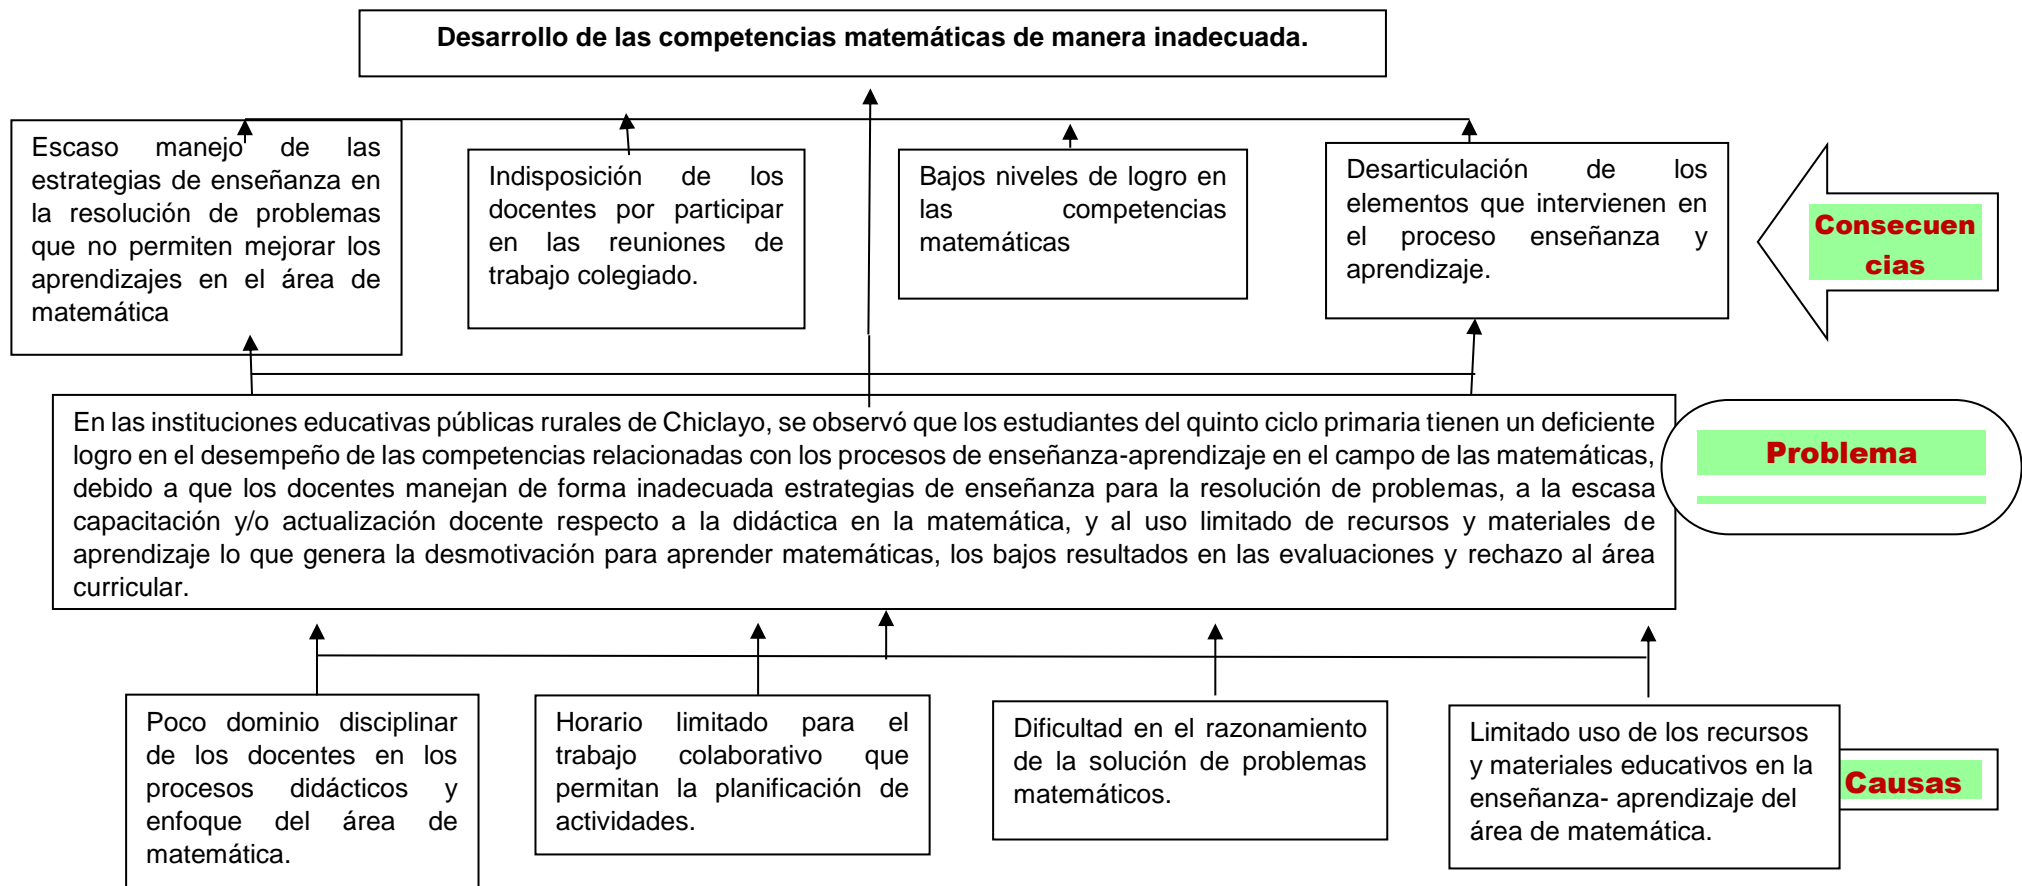 Desarrollo de las competencias matemáticas de manera inadecuada.
Escaso manejo de las
estrategias de enseñanza en
la resolución de problemas
que no permiten mejorar los
aprendizajes en el área de
matemática
Indisposición de los
docentes por participar
en las reuniones de
trabajo colegiado.
Bajos niveles de logro en
las competencias
matemáticas
Desarticulación de los
elementos que intervienen en
el proceso enseñanza y
aprendizaje.
Consecuen
cias
En las instituciones educativas públicas rurales de Chiclayo, se observó que los estudiantes del quinto ciclo primaria tienen un deficiente
logro en el desempeño de las competencias relacionadas con los procesos de enseñanza-aprendizaje en el campo de las matemáticas,
debido a que los docentes manejan de forma inadecuada estrategias de enseñanza para la resolución de problemas, a la escasa
capacitación y/o actualización docente respecto a la didáctica en la matemática, y al uso limitado de recursos y materiales de
aprendizaje lo que genera la desmotivación para aprender matemáticas, los bajos resultados en las evaluaciones y rechazo al área
curricular.
Problema
Poco dominio disciplinar
de los docentes en los
procesos didácticos y
enfoque del área de
matemática.
Horario limitado para el
trabajo colaborativo que
permitan la planificación de
actividades.
Dificultad en el razonamiento
de la solución de problemas
matemáticos.
Limitado uso de los recursos
y materiales educativos en la
enseñanza- aprendizaje del
área de matemática.
Causas